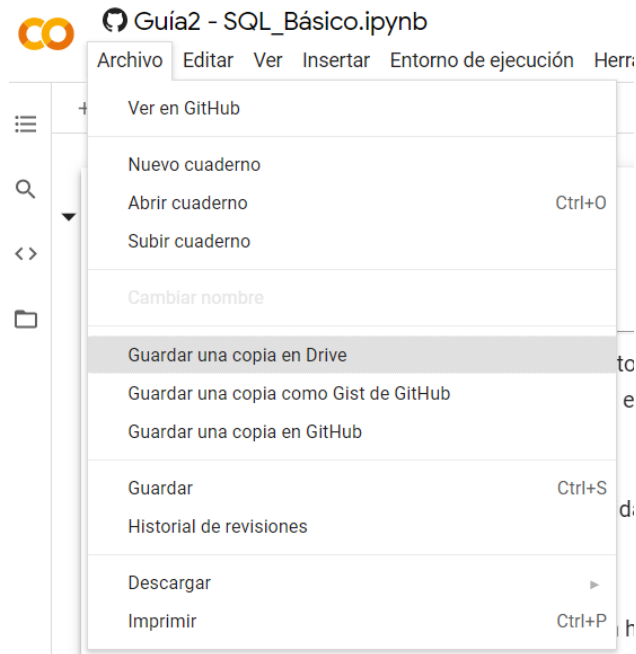 Guía2 - SQL_Básico.ipynb
Archivo Editar Ver Insertar Entorno de ejecución
Ver en GitHub
Nuevo cuaderno
Abrir cuaderno Ctrl+O
Subir cuaderno
Cambiar nombre
Guardar una copia en Drive
Guardar una copia como Gist de GitHub
Guardar una copia en GitHub
Guardar Ctrl+S
Historial de revisiones
Descargar
Imprimir Ctrl+P